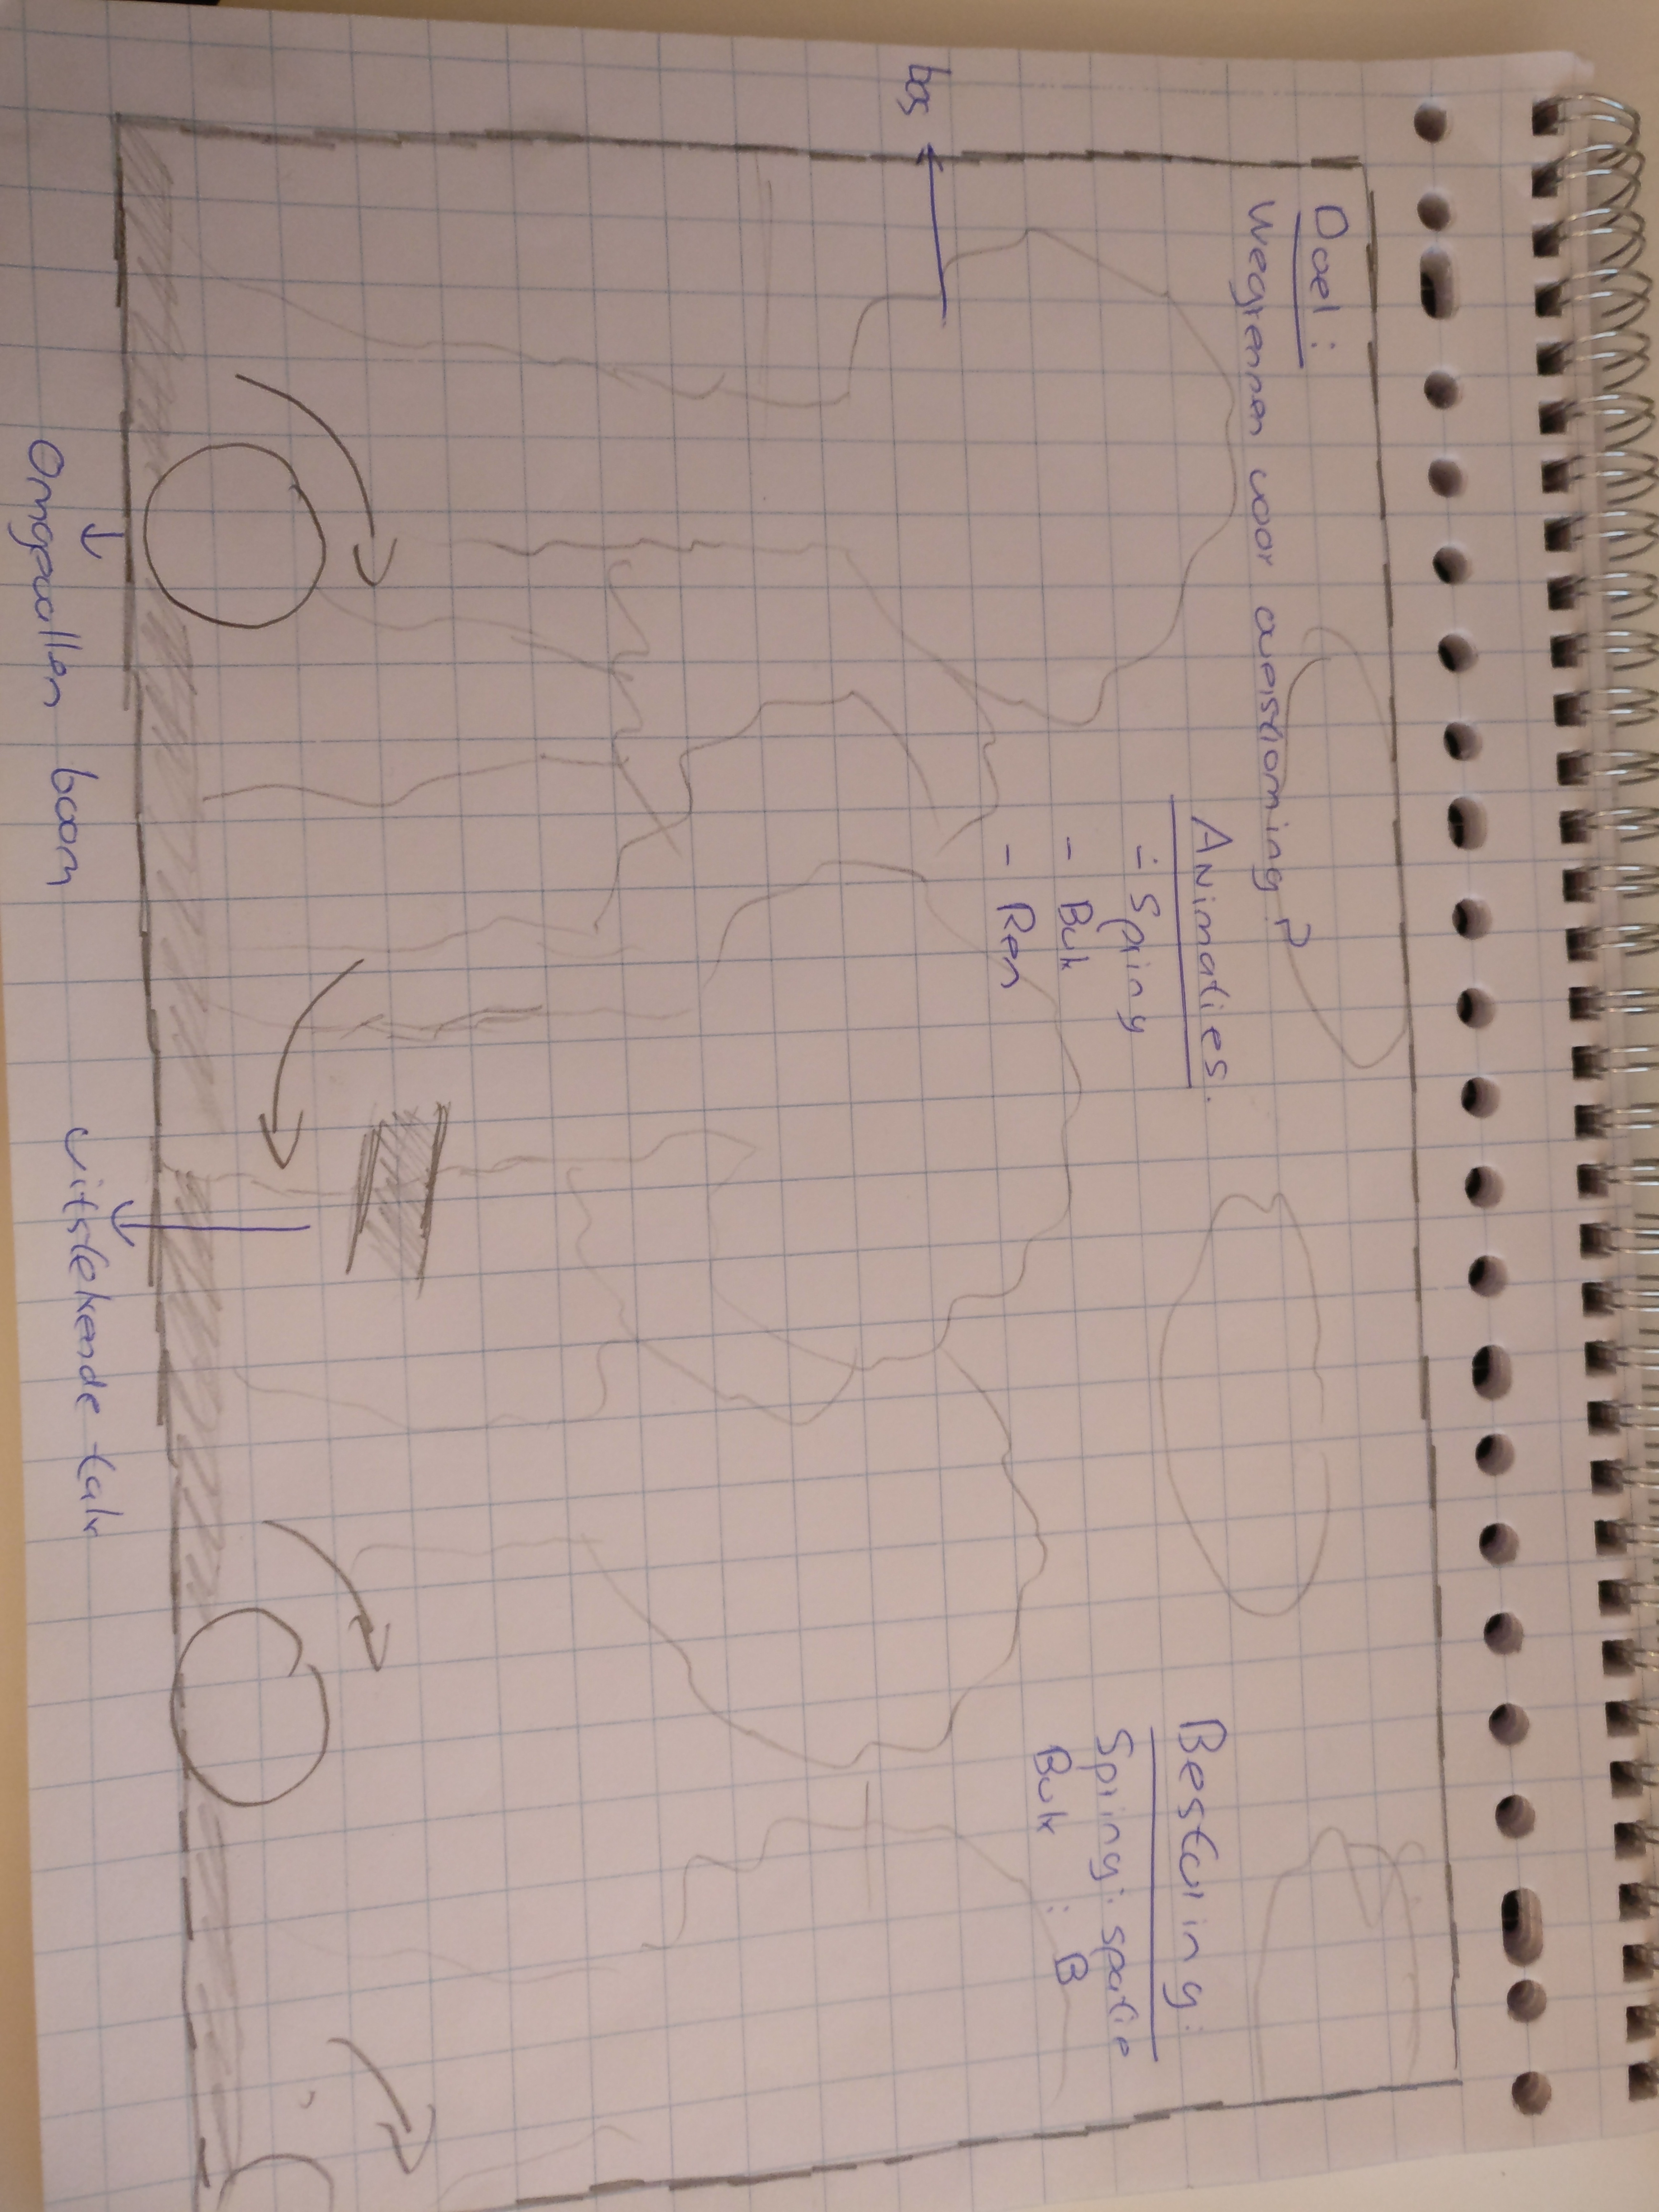 Doel:
wegrennen voor overstroming?
Animaties.
- Spring
- Buk
- Ren
Besturing:
Spring: spatie
Buk : B
bos
Omgevallen boom
uitstekende tak